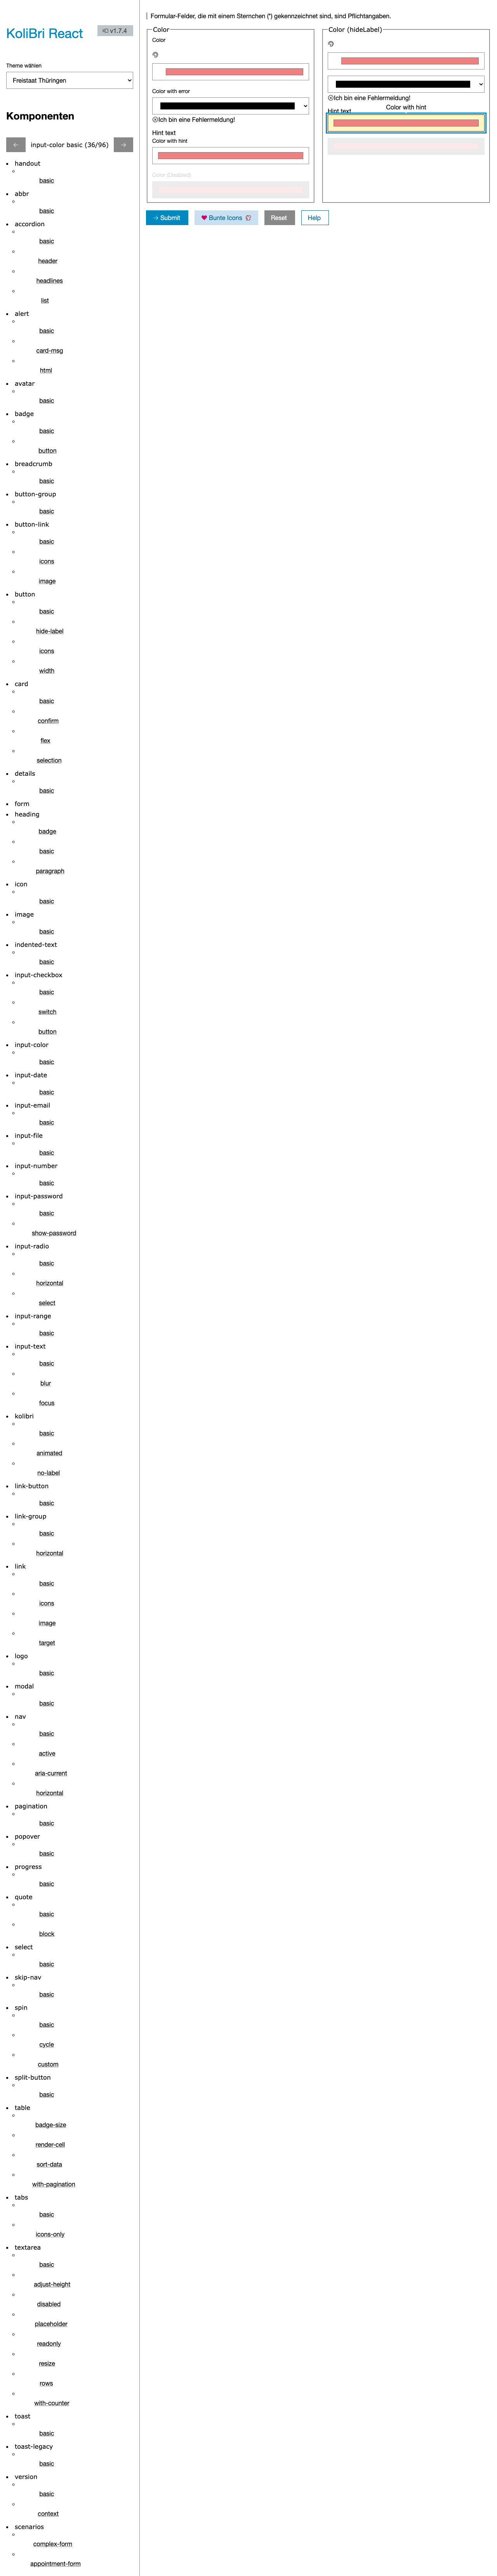 KoliBri React
v1.7.4
Theme wählen
Freistaat Thüringen
Komponenten
input-color basic (36/96)
handout
basic
abbr
basic
accordion
basic
header
headlines
list
alert
basic
card-msg
html
avatar
basic
badge
basic
button
breadcrumb
basic
button-group
basic
button-link
basic
icons
image
button
basic
hide-label
icons
width
card
basic
confirm
flex
selection
details
basic
form
heading
badge
basic
paragraph
icon
basic
image
basic
indented-text
basic
input-checkbox
basic
switch
button
input-color
basic
input-date
basic
input-email
basic
input-file
basic
input-number
basic
input-password
basic
show-password
input-radio
basic
horizontal
select
input-range
basic
input-text
basic
blur
focus
kolibri
basic
animated
no-label
link-button
basic
link-group
basic
horizontal
link
basic
icons
image
target
logo
basic
modal
basic
nav
basic
active
aria-current
horizontal
pagination
basic
popover
basic
progress
basic
quote
basic
block
select
basic
skip-nav
basic
spin
basic
cycle
custom
split-button
basic
table
badge-size
render-cell
sort-data
with-pagination
tabs
basic
icons-only
textarea
basic
adjust-height
disabled
placeholder
readonly
resize
rows
with-counter
toast
basic
toast-legacy
basic
version
basic
context
scenarios
complex-form
appointment-form
Formular-Felder, die mit einem Sternchen (*) gekennzeichnet sind, sind Pflichtangaben.
Color
Color
Color with error
Ich bin eine Fehlermeldung!
Hint text
Color with hint
Color (Disabled)
Color (hideLabel)
Ich bin eine Fehlermeldung!
Color with hint
Hint text
Submit
Bunte Icons
Reset
Help